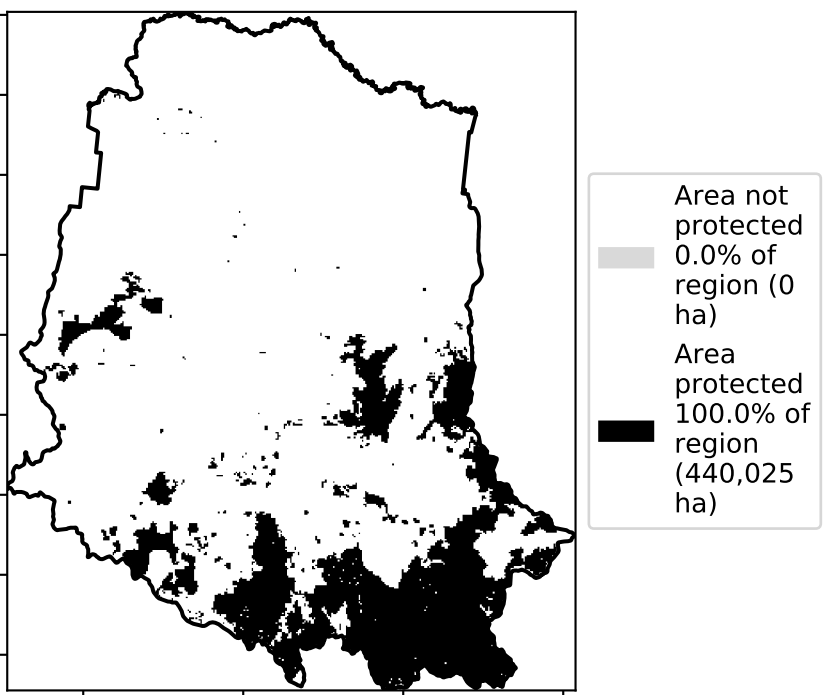 Area not
protected
0.0% of
region (0
ha)
Area
protected
100.0% of
region
(440,025
ha)